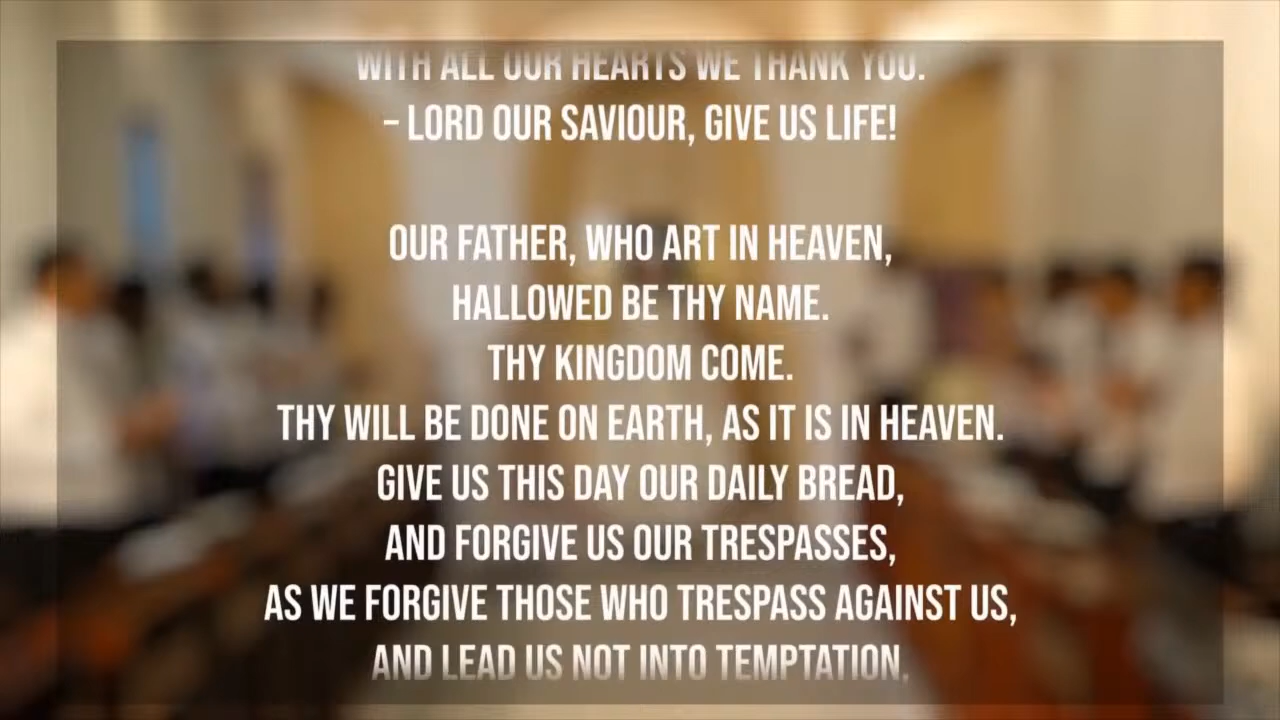 WITH ALL OUR HEARTS WE THANK YOU.
– LORD OUR SAVIOUR, GIVE US LIFE!
OUR FATHER, WHO ART IN HEAVEN,
HALLOWED BE THY NAME.
THY KINGDOM COME.
THY WILL BE DONE ON EARTH, AS IT IS IN HEAVEN.
GIVE US THIS DAY OUR DAILY BREAD,
AND FORGIVE US OUR TRESPASSES,
AS WE FORGIVE THOSE WHO TRESPASS AGAINST US,
AND LEAD US NOT INTO TEMPTATION,